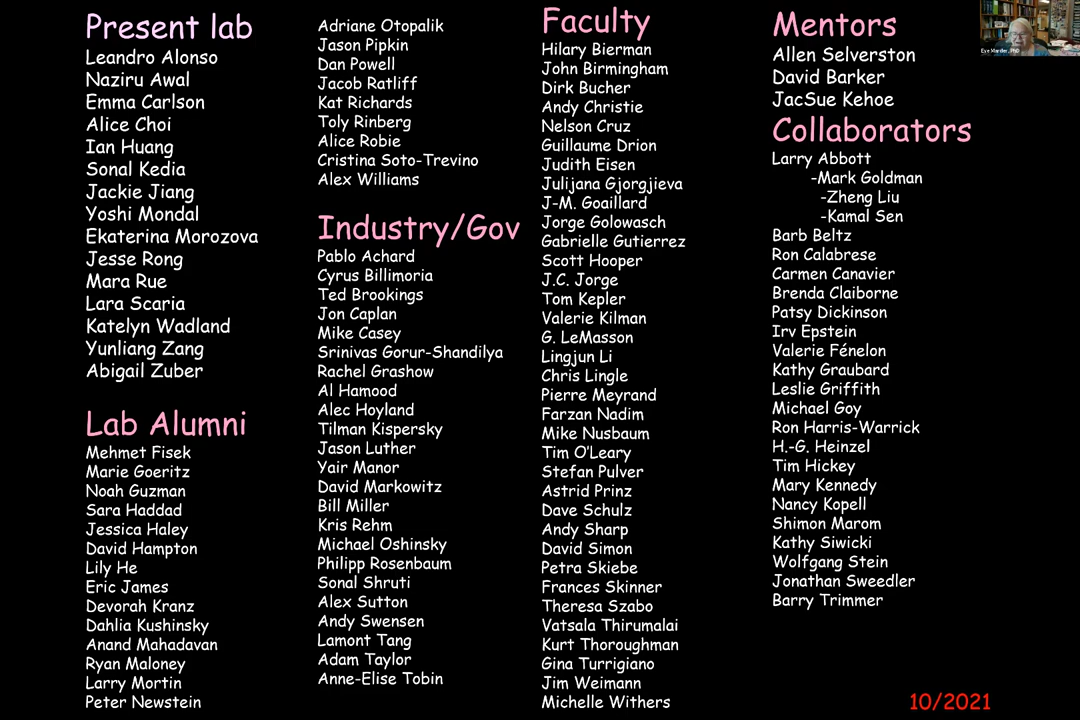 Present lab
Leandro Alonso
Naziru Awal
Emma Carlson
Alice Choi
Ian Huang
Sonal Kedia
Jackie Jiang
Yoshi Mondal
Ekaterina Morozova
Jesse Rong
Mara Rue
Lara Scaria
Katelyn Wadland
Yunliang Zang
Abigail Zuber
Lab Alumni
Mehmet Fisek
Marie Goeritz
Noah Guzman
Sara Haddad
Jessica Haley
David Hampton
Lily He
Eric James
Devorah Kranz
Dahlia Kushinsky
Anand Mahadavan
Ryan Maloney
Larry Mortin
Peter Newstein
Adriane Otopalik
Jason Pipkin
Dan Powell
Jacob Ratliff
Kat Richards
Toly Rinberg
Alice Robie
Cristina Soto-Trevino
Alex Williams
Industry/Gov
Pablo Achard
Cyrus Billimoria
Ted Brookings
Jon Caplan
Mike Casey
Srinivas Gorur-Shandilya
Rachel Grashow
Al Hamood
Alec Hoyland
Tilman Kispersky
Jason Luther
Yair Manor
David Markowitz
Bill Miller
Kris Rehm
Michael Oshinsky
Philipp Rosenbaum
Sonal Shruti
Alex Sutton
Andy Swensen
Lamont Tang
Adam Taylor
Anne-Elise Tobin
Faculty
Hilary Bierman
John Birmingham
Dirk Bucher
Andy Christie
Nelson Cruz
Guillaume Drion
Judith Eisen
Julijana Gjorgjieva
J-M. Goaillard
Jorge Golowasch
Gabrielle Gutierrez
Scott Hooper
J.C. Jorge
Tom Kepler
Valerie Kilman
G. LeMasson
Lingjun Li
Chris Lingle
Pierre Meyrand
Farzan Nadim
Mike Nusbaum
Tim O'Leary
Stefan Pulver
Astrid Prinz
Dave Schulz
Andy Sharp
David Simon
Petra Skiebe
Frances Skinner
Theresa Szabo
Vatsala Thirumalai
Kurt Thoroughman
Gina Turrigiano
Jim Weimann
Michelle Withers
Mentors
Allen Selverston
David Barker
JacSue Kehoe
Collaborators
Larry Abbott
-Mark Goldman
-Zheng Liu
-Kamal Sen
Barb Beltz
Ron Calabrese
Carmen Canavier
Brenda Claiborne
Patsy Dickinson
Irv Epstein
Valerie Fénelon
Kathy Graubard
Leslie Griffith
Michael Goy
Ron Harris-Warrick
H.-G. Heinzel
Tim Hickey
Mary Kennedy
Nancy Kopell
Shimon Marom
Kathy Siwicki
Wolfgang Stein
Jonathan Sweedler
Barry Trimmer
10/2021
Eve Marder, PhD